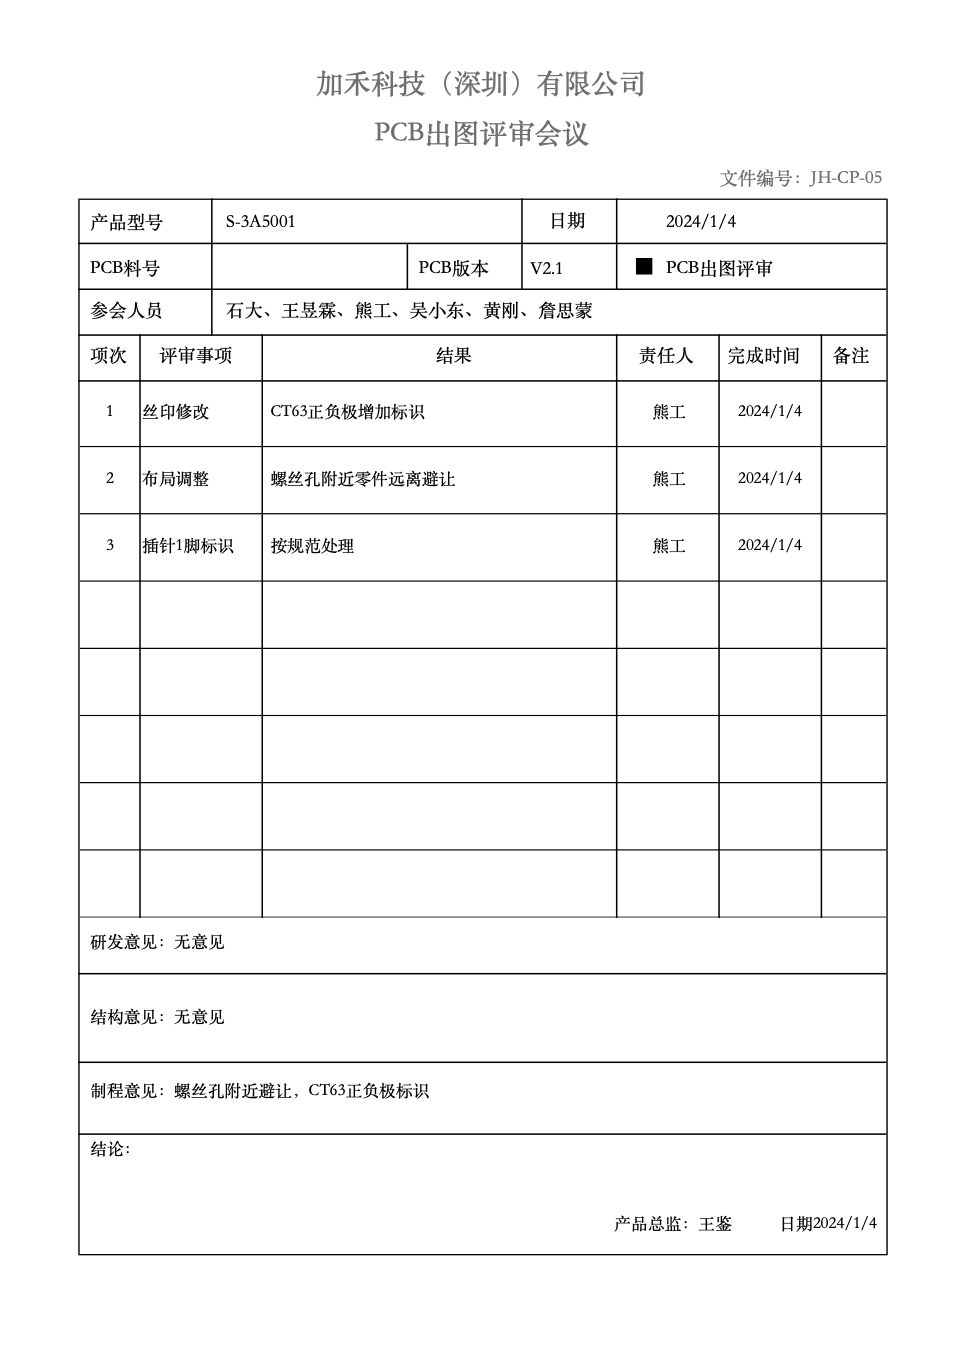 加禾科技（深圳）有限公司
PCB出图评审会议
文件编号：JH-CP-05
产品型号 S-3A5001 日期 2024/1/4
PCB料号 PCB版本 V2.1 ■ PCB出图评审
参会人员 石大、王昱霖、熊工、吴小东、黄刚、詹思蒙
项次 评审事项 结果 责任人 完成时间 备注
1 丝印修改 CT63正负极增加标识 熊工 2024/1/4
2 布局调整 螺丝孔附近零件远离避让 熊工 2024/1/4
3 插针1脚标识 按规范处理 熊工 2024/1/4
研发意见：无意见
结构意见：无意见
制程意见：螺丝孔附近避让，CT63正负极标识
结论：
产品总监：王鉴 日期2024/1/4